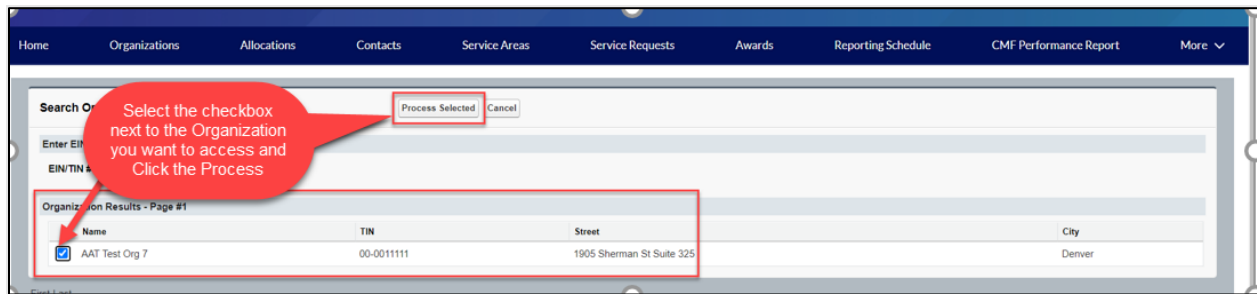 Home Organizations Allocations Contacts Service Areas Service Requests Awards Reporting Schedule CMF Performance Report More
Search Process Selected Cancel
Select the checkbox
next to the Organization
you want to access and
Click the Process
Enter
EIN/TIN #
Organization Results - Page #1
Name TIN Street City
AAT Test Org 7 00-0011111 1905 Sherman St Suite 325 Denver